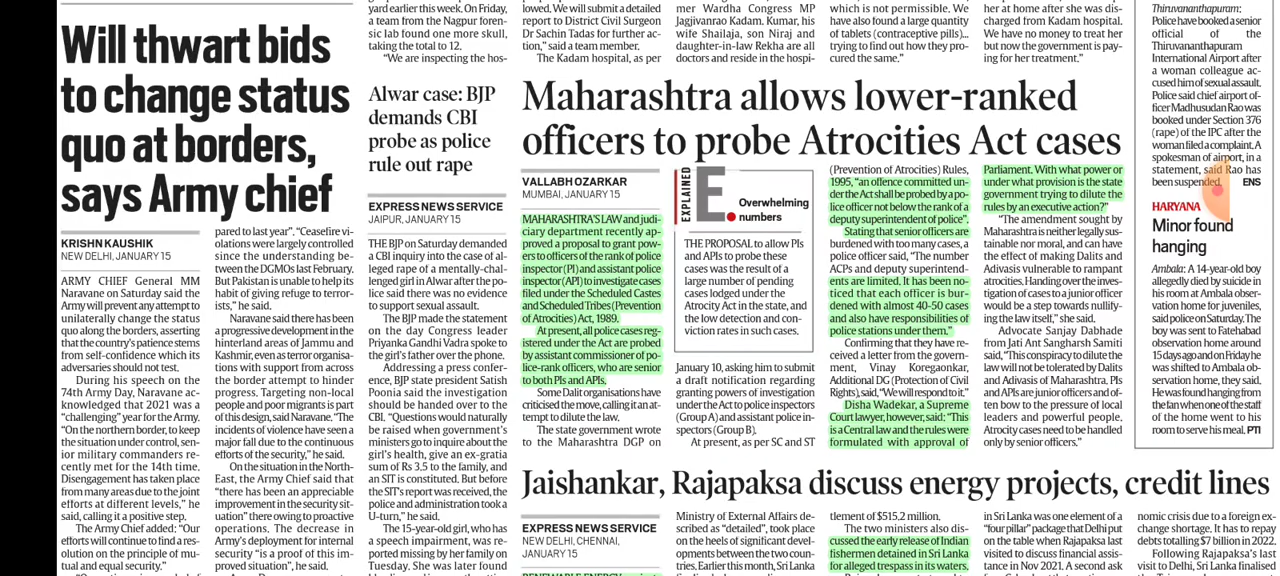 yard earlier this week. On Friday,
a team from the Nagpur foren-
sic lab found one more skull,
taking the total to 12.
"We are inspecting the hos-
lowed. We will submit a detailed
report to District Civil Surgeon
Dr Sachin Tadas for further ac-
tion," said a team member.
The Kadam hospital, as per
mer Wardha Congress MP
Jagjivanrao Kadam. Kumar, his
wife Shailaja, son Niraj and
daughter-in-law Rekha are all
doctors and reside in the hospi-
which is not permissible. We
have also found a large quantity
of tablets (contraceptive pills)...
trying to find out how they pro-
cured the same."
her at home after she was dis-
charged from Kadam hospital.
We have no money to treat her
but now the government is pay-
ing for her treatment."
Will thwart bids
to change status
quo at borders,
says Army chief
KRISHN KAUSHIK
NEW DELHI, JANUARY 15
ARMY CHIEF General MM
Naravane on Saturday said the
Army will prevent any attempt to
unilaterally change the status
quo along the borders, asserting
that the country's patience stems
from self-confidence which its
adversaries should not test.
During his speech on the
74th Army Day, Naravane ac-
knowledged that 2021 was a
"challenging" year for the Army.
"On the northern border, to keep
the situation under control, sen-
ior military commanders re-
cently met for the 14th time.
Disengagement has taken place
from many areas due to the joint
efforts at different levels," he
said, calling it a positive step.
The Army Chief added: "Our
efforts will continue to find a res-
olution on the principle of mu-
tual and equal security."
pared to last year". "Ceasefire vi-
olations were largely controlled
since the understanding be-
tween the DGMOs last February.
But Pakistan is unable to help its
habit of giving refuge to terror-
ists," he said.
Naravane said there has been
a progressive development in the
hinterland areas of Jammu and
Kashmir, even as terror organisa-
tions with support from across
the border attempt to hinder
progress. Targeting non-local
people and poor migrants is part
of this design, said Naravane. "The
incidents of violence have seen a
major fall due to the continuous
efforts of the security," he said.
On the situation in the North-
East, the Army Chief said that
"there has been an appreciable
improvement in the security sit-
uation" there owing to proactive
operations. The decrease in
Army's deployment for internal
security "is a proof of this im-
proved situation", he said.
Alwar case: BJP
demands CBI
probe as police
rule out rape
EXPRESS NEWS SERVICE
JAIPUR, JANUARY 15
THE BJP on Saturday demanded
a CBI inquiry into the case of al-
leged rape of a mentally-chal-
lenged girl in Alwar after the po-
lice said there was no evidence
to support sexual assault.
The BJP made the statement
on the day Congress leader
Priyanka Gandhi Vadra spoke to
the girl's father over the phone.
Addressing a press confer-
ence, BJP state president Satish
Poonia said the investigation
should be handed over to the
CBI. "Questions would naturally
be raised when government's
ministers go to inquire about the
girl's health, give an ex-gratia
sum of Rs 3.5 to the family, and
an SIT is constituted. But before
the SIT's report was received, the
police and administration took a
U-turn," he said.
The 15-year-old girl, who has
a speech impairment, was re-
ported missing by her family on
Tuesday. She was later found
Maharashtra allows lower-ranked
officers to probe Atrocities Act cases
VALLABH OZARKAR
MUMBAI, JANUARY 15
MAHARASHTRA'S LAW and judi-
ciary department recently ap-
proved a proposal to grant pow-
ers to officers of the rank of police
inspector (PI) and assistant police
inspector (API) to investigate cases
filed under the Scheduled Castes
and Scheduled Tribes (Prevention
of Atrocities) Act, 1989.
At present, all police cases reg-
istered under the Act are probed
by assistant commissioner of po-
lice-rank officers, who are senior
to both PIs and APIs.
Some Dalit organisations have
criticised the move, calling it an at-
tempt to dilute the law.
The state government wrote
to the Maharashtra DGP on
EXPLAINED
E.
Overwhelming
numbers
THE PROPOSAL to allow PIs
and APIs to probe these
cases was the result of a
large number of pending
cases lodged under the
Atrocity Act in the state, and
the low detection and con-
viction rates in such cases.
January 10, asking him to submit
a draft notification regarding
granting powers of investigation
under the Act to police inspectors
(Group A) and assistant police in-
spectors (Group B).
At present, as per SC and ST
(Prevention of Atrocities) Rules,
1995, "an offence committed un-
der the Act shall be probed by a po-
lice officer not below the rank of a
deputy superintendent of police".
Stating that senior officers are
burdened with too many cases, a
police officer said, "The number
ACPs and deputy superintend-
ents are limited. It has been no-
ticed that each officer is bur-
dened with almost 40-50 cases
and also have responsibilities of
police stations under them."
Confirming that they have re-
ceived a letter from the govern-
ment, Vinay Koregaonkar,
Additional DG (Protection of Civil
Rights), said, "We will respond to it."
Disha Wadekar, a Supreme
Court lawyer, however, said: "This
is a Central law and the rules were
formulated with approval of
Parliament. With what power or
under what provision is the state
government trying to dilute the
rules by an executive action?"
"The amendment sought by
Maharashtra is neither legally sus-
tainable nor moral, and can have
the effect of making Dalits and
Adivasis vulnerable to rampant
atrocities. Handing over the inves-
tigation of cases to a junior officer
would be a step towards nullify-
ing the law itself," she said.
Advocate Sanjay Dabhade
from Jati Ant Sangharsh Samiti
said, "This conspiracy to dilute the
law will not be tolerated by Dalits
and Adivasis of Maharashtra, PIs
and APIs are junior officers and of-
ten bow to the pressure of local
leaders and powerful people.
Atrocity cases need to be handled
only by senior officers."
Thiruvananthapuram:
Police have booked a senior
official of the
Thiruvananthapuram
International Airport after
a woman colleague ac-
cused him of sexual assault.
Police said chief airport of-
ficer Madhusudan Rao was
booked under Section 376
(rape) of the IPC after the
woman filed a complaint. A
spokesman of airport, in a
statement, said Rao has
been suspended. ENS
HARYANA
Minor found
hanging
Ambala: A 14-year-old boy
allegedly died by suicide in
his room at Ambala obser-
vation home for juveniles,
said police on Saturday. The
boy was sent to Fatehabad
observation home around
15 days ago and on Friday he
was shifted to Ambala ob-
servation home, they said.
He was found hanging from
the fan when one of the staff
of the home went to his
room to serve his meal. PTI
Jaishankar, Rajapaksa discuss energy projects, credit lines
EXPRESS NEWS SERVICE
NEW DELHI, CHENNAI,
JANUARY 15
Ministry of External Affairs de-
scribed as "detailed", took place
on the heels of significant devel-
opments between the two coun-
tries. Earlier this month, Sri Lanka
tlement of $515.2 million.
The two ministers also dis-
cussed the early release of Indian
fishermen detained in Sri Lanka
for alleged trespass in its waters.
in Sri Lanka was one element of a
"four pillar" package that Delhi put
on the table when Rajapaksa last
visited to discuss financial assis-
tance in Nov 2021. A second ask
nomic crisis due to a foreign ex-
change shortage. It has to repay
debts totalling $7 billion in 2022.
Following Rajapaksa's last
visit to Delhi, Sri Lanka finalised